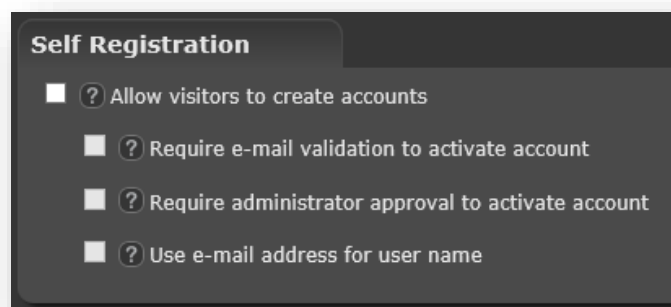 Self Registration
? Allow visitors to create accounts
? Require e-mail validation to activate account
? Require administrator approval to activate account
? Use e-mail address for user name